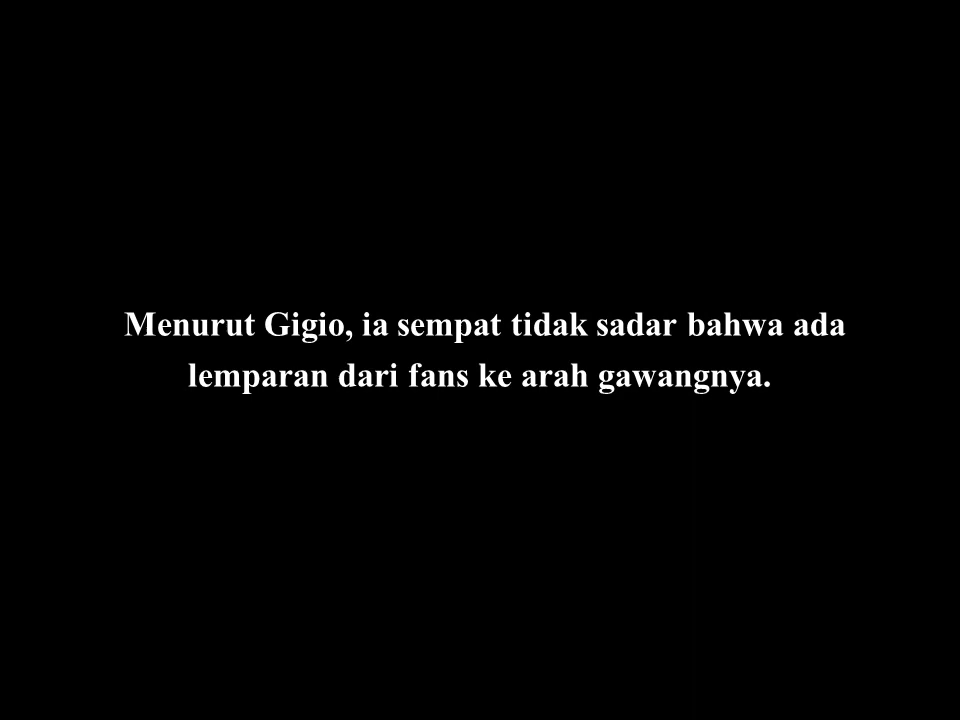 Menurut Gigio, ia sempat tidak sadar bahwa ada
lemparan dari fans ke arah gawangnya.